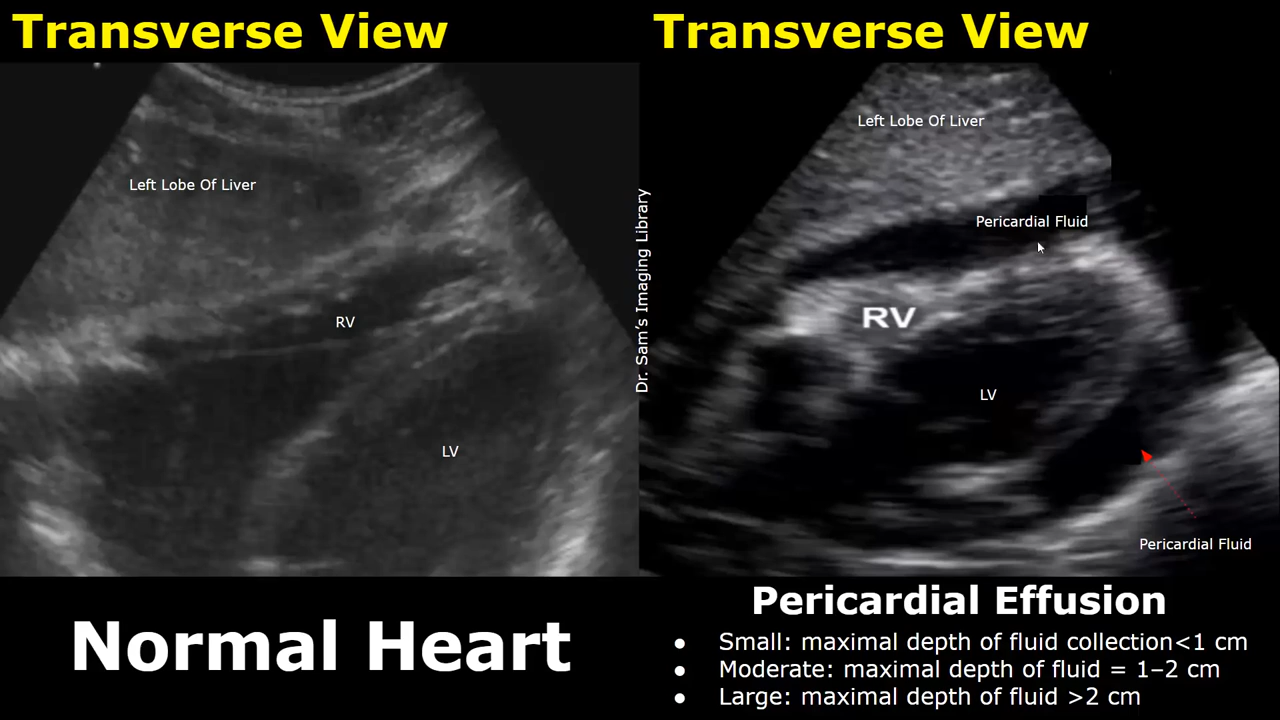 Transverse View
Left Lobe Of Liver
RV
LV
Normal Heart
Dr. Sam's Imaging Library
Transverse View
Left Lobe Of Liver
Pericardial Fluid
RV
LV
Pericardial Fluid
Pericardial Effusion
● Small: maximal depth of fluid collection<1 cm
● Moderate: maximal depth of fluid = 1–2 cm
● Large: maximal depth of fluid >2 cm